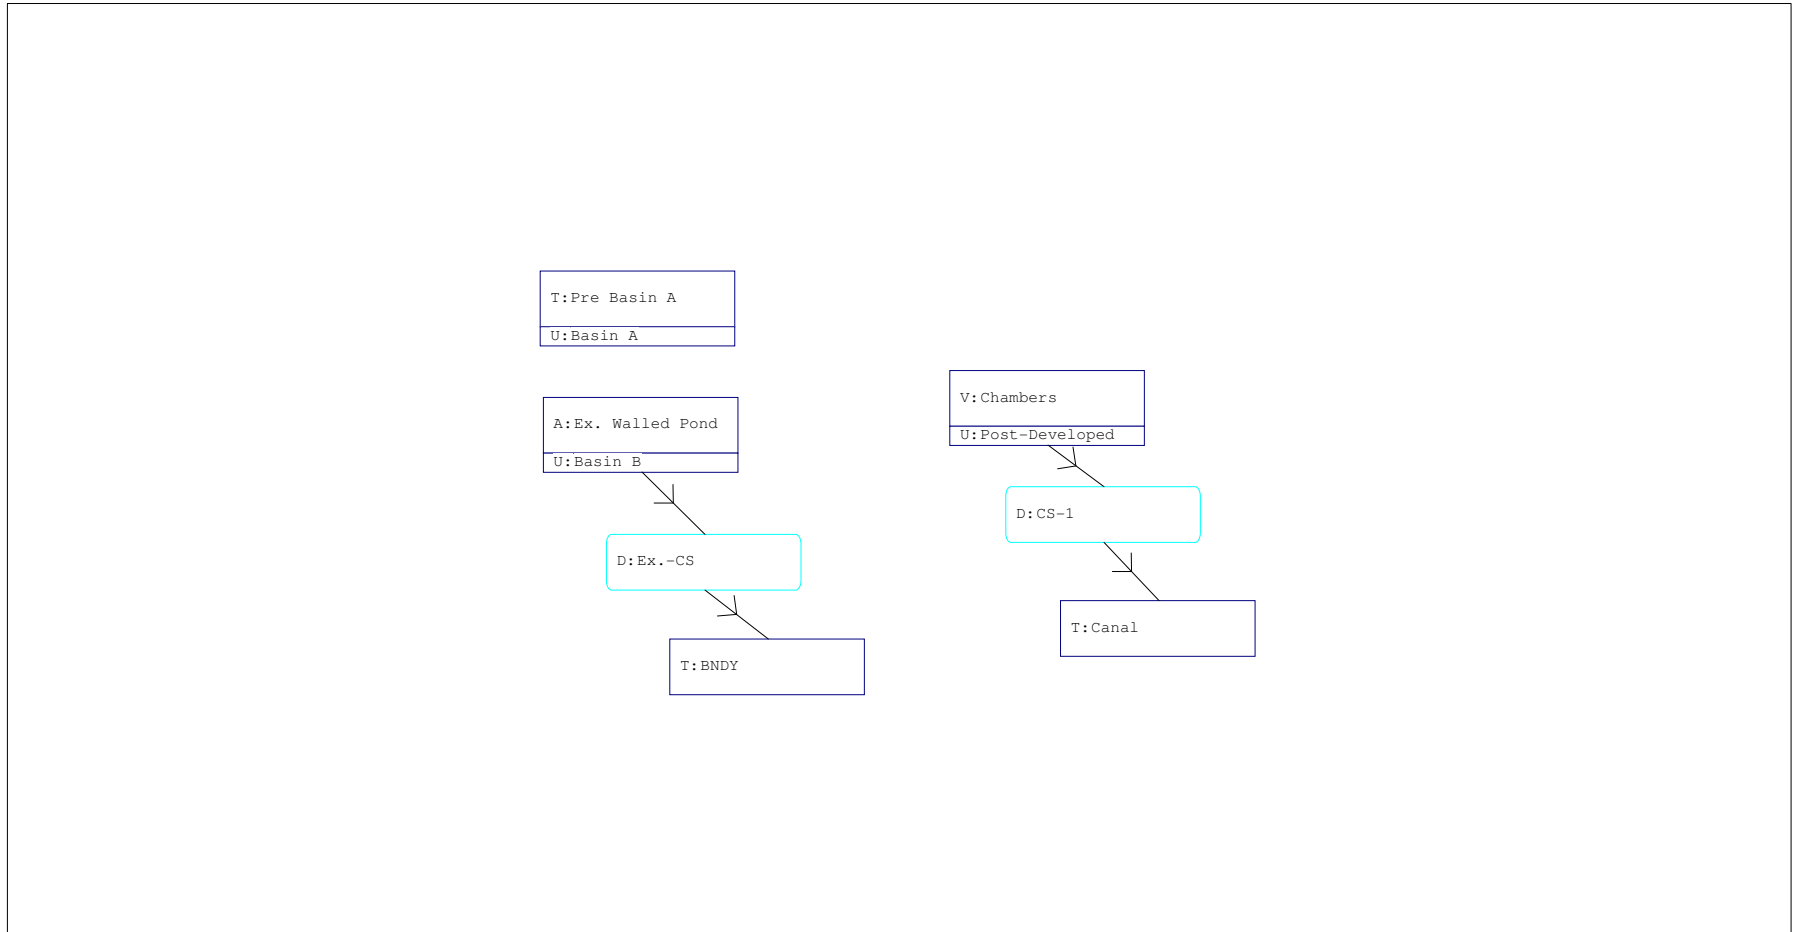 T:Pre Basin A
U:Basin A
A:Ex. Walled Pond
U:Basin B
D:Ex.-CS
T:BNDY
V:Chambers
U:Post-Developed
D:CS-1
T:Canal